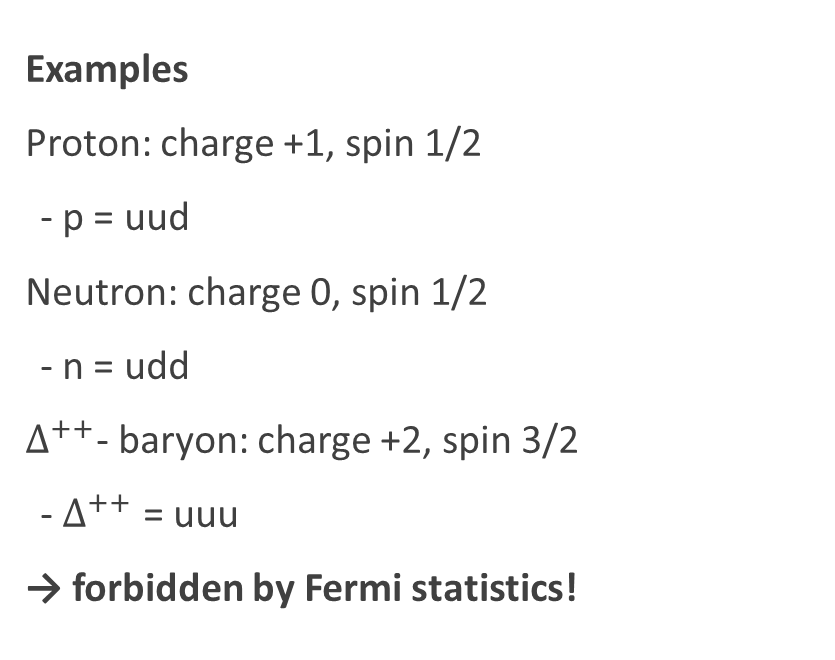 Examples
Proton: charge +1, spin 1/2
- p = uud
Neutron: charge 0, spin 1/2
- n = udd
Δ⁺⁺- baryon: charge +2, spin 3/2
- Δ⁺⁺ = uuu
→ forbidden by Fermi statistics!